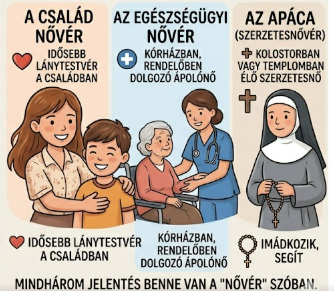 A CSALÁD
NŐVÉR
IDŐSEBB
LÁNYTESTVÉR
A CSALÁDBAN
AZ EGÉSZSÉGÜGYI
NŐVÉR
KÓRHÁZBAN,
RENDELŐBEN
DOLGOZÓ ÁPOLÓNŐ
AZ APÁCA
(SZERZETESNŐVÉR)
KOLOSTORBAN
VAGY TEMPLOMBAN
ÉLŐ SZERZETESNŐ
IDŐSEBB LÁNYTESTVÉR
A CSALÁDBAN
KÓRHÁZBAN,
RENDELŐBEN
DOLGOZÓ ÁPOLÓNŐ
IMÁDKOZIK,
SEGÍT
MINDHÁROM JELENTÉS BENNE VAN A "NŐVÉR" SZÓBAN.